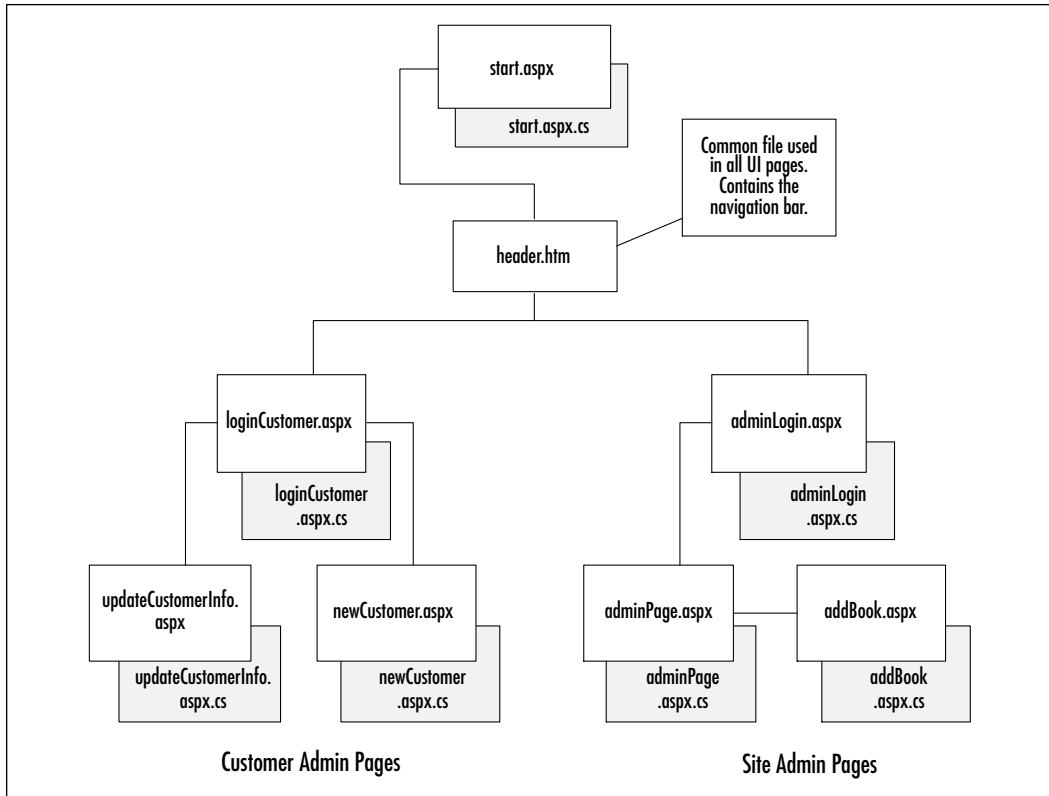 start.aspx
start.aspx.cs
Common file used
in all UI pages.
Contains the
navigation bar.
header.htm
loginCustomer.aspx
loginCustomer
.aspx.cs
adminLogin.aspx
adminLogin
.aspx.cs
updateCustomerInfo.
aspx
updateCustomerInfo.
aspx.cs
newCustomer.aspx
newCustomer
.aspx.cs
adminPage.aspx
adminPage
.aspx.cs
addBook.aspx
addBook
.aspx.cs
Customer Admin Pages
Site Admin Pages